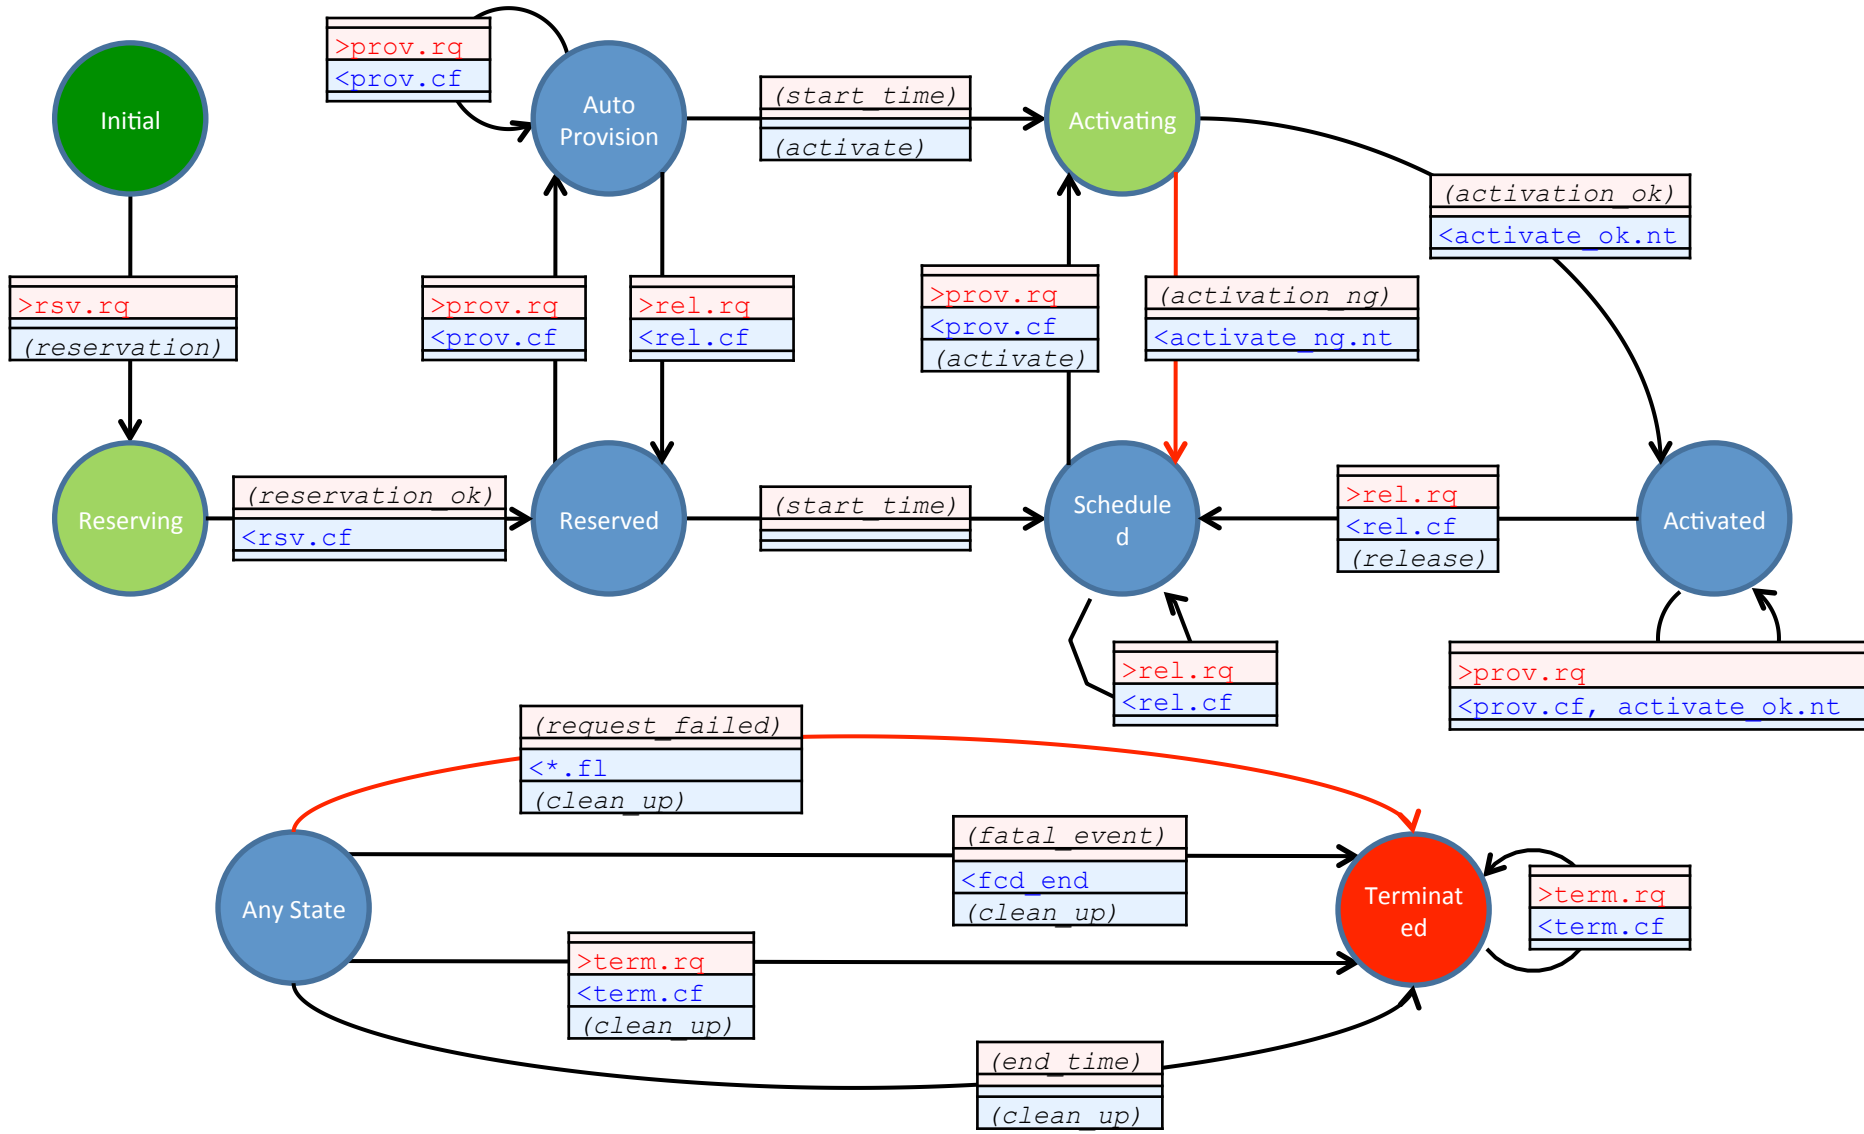 Initial
>prov.rq
<prov.cf
Auto
Provision
(start_time)
(activate)
Activating
(activation_ok)
<activate_ok.nt
>rsv.rq
(reservation)
>prov.rq
<prov.cf
>rel.rq
<rel.cf
>prov.rq
<prov.cf
(activate)
(activation_ng)
<activate_ng.nt
Reserving
(reservation_ok)
<rsv.cf
Reserved
(start_time)
Schedule
d
>rel.rq
<rel.cf
(release)
Activated
>rel.rq
<rel.cf
>prov.rq
<prov.cf, activate_ok.nt
(request_failed)
<*.fl
(clean_up)
Any State
(fatal_event)
<fcd_end
(clean_up)
>term.rq
<term.cf
(clean_up)
(end_time)
(clean_up)
Terminat
ed
>term.rq
<term.cf